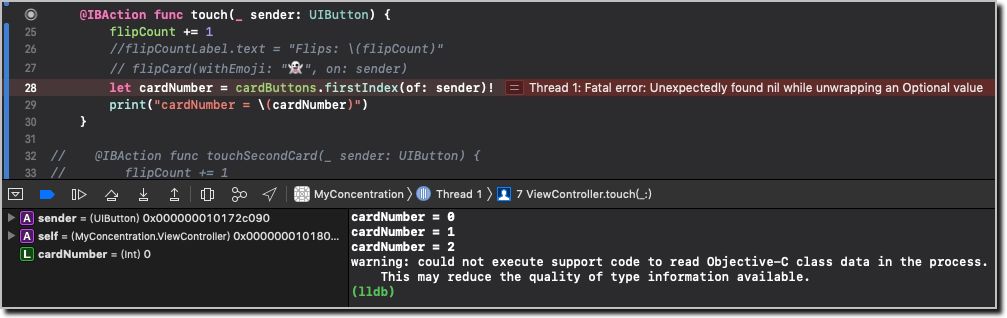 @IBAction func touch(_ sender: UIButton) {
25 flipCount += 1
26 //flipCountLabel.text = "Flips: \(flipCount)"
27 // flipCard(withEmoji: "👻", on: sender)
28 let cardNumber = cardButtons.firstIndex(of: sender)! = Thread 1: Fatal error: Unexpectedly found nil while unwrapping an Optional value
29 print("cardNumber = \(cardNumber)")
30 }
31
32 // @IBAction func touchSecondCard(_ sender: UIButton) {
33 // flipCount += 1
MyConcentration 〉 Thread 1 〉 7 ViewController.touch(_:)
A sender = (UIButton) 0x000000010172c090
A self = (MyConcentration.ViewController) 0x000000010180...
L cardNumber = (Int) 0
cardNumber = 0
cardNumber = 1
cardNumber = 2
warning: could not execute support code to read Objective-C class data in the process.
This may reduce the quality of type information available.
(lldb)